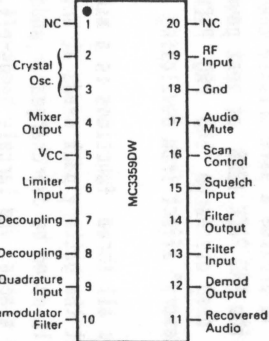 NC 1 20 NC
Crystal Osc. 2 19 RF Input
3 18 Gnd
Mixer Output 4 17 Audio Mute
VCC 5 16 Scan Control
Limiter Input 6 15 Squelch Input
Decoupling 7 14 Filter Output
Decoupling 8 13 Filter Input
Quadrature Input 9 12 Demod Output
emodulator Filter 10 11 Recovered Audio
MC3359DW